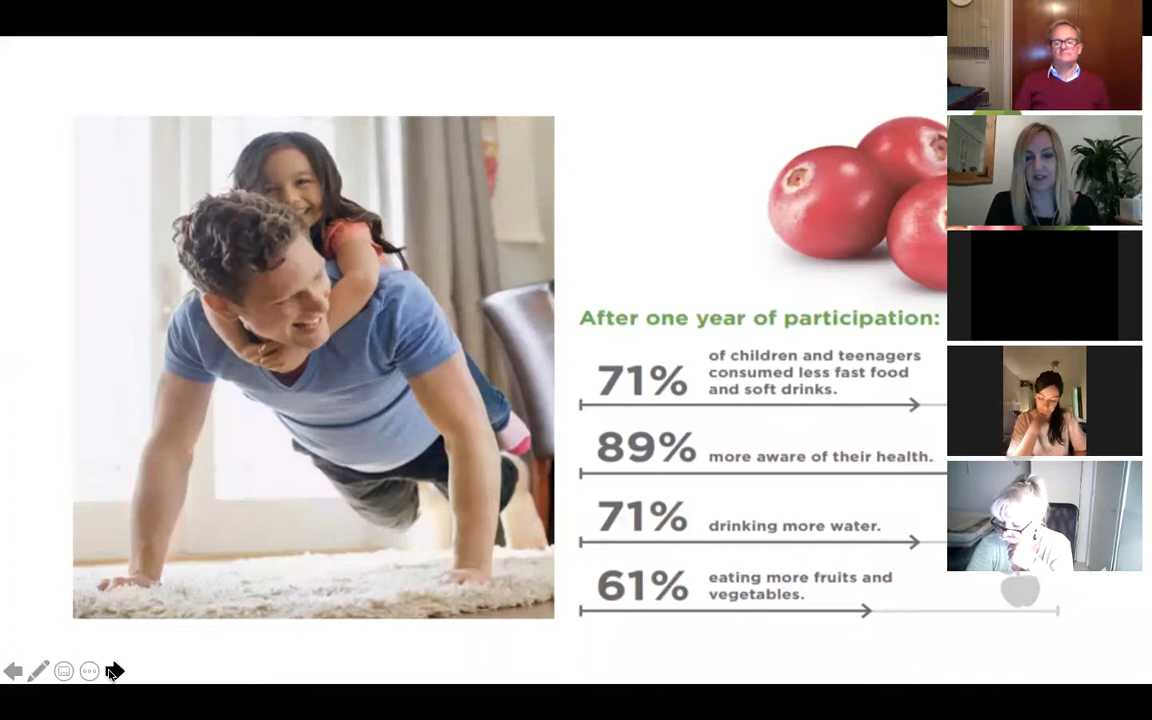 After one year of participation:
71%
of children and teenagers
consumed less fast food
and soft drinks.
89%
more aware of their health.
71%
drinking more water.
61%
eating more fruits and
vegetables.